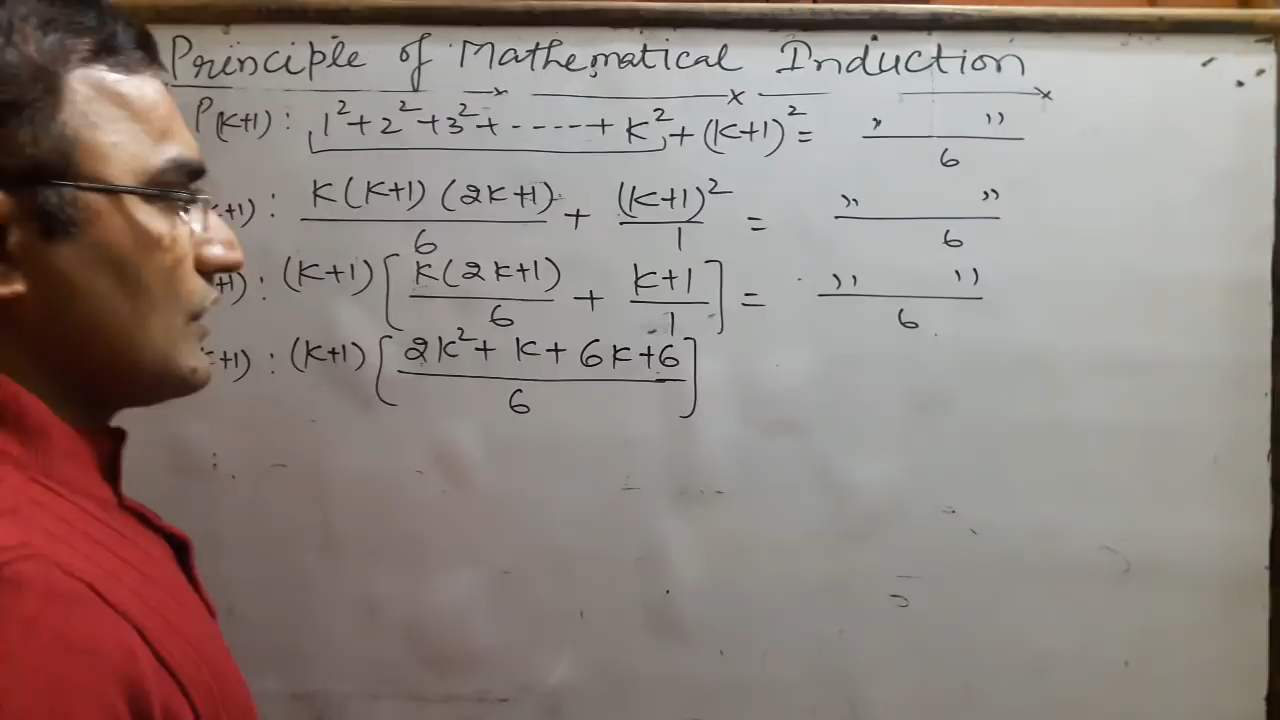 Principle of Mathematical Induction
P(K+1) : 1²+2²+3²+-----+ K²+(K+1)² = ,, ,, / 6
+1) : K(K+1)(2K+1) / 6 + (K+1)² / 1 = ,, ,, / 6
+1) : (K+1) [ K(2K+1) / 6 + K+1 / 1 ] = ,, ,, / 6
+1) : (K+1) [ 2K²+ K+ 6K+6 / 6 ]